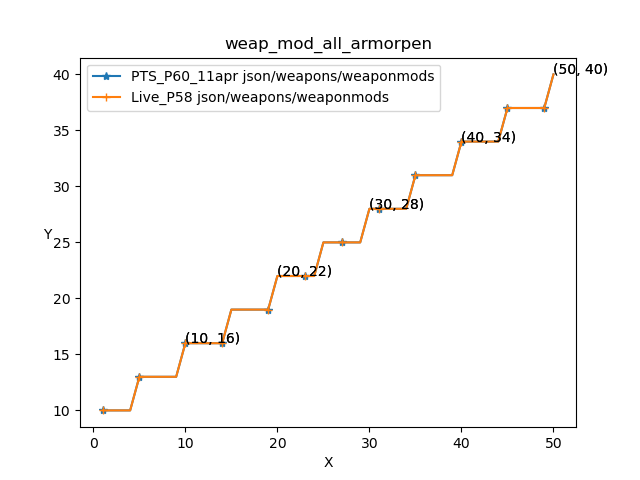 weap_mod_all_armorpen
PTS_P60_11apr json/weapons/weaponmods
Live_P58 json/weapons/weaponmods
(50, 40)
(40, 34)
(30, 28)
(20, 22)
(10, 16)
40
35
30
25
20
15
10
Y
0 10 20 30 40 50
X